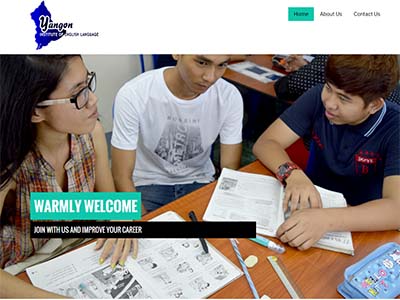 Yangon
INSTITUTE OF ENGLISH LANGUAGE
Home About Us Contact Us
WARMLY WELCOME
JOIN WITH US AND IMPROVE YOUR CAREER